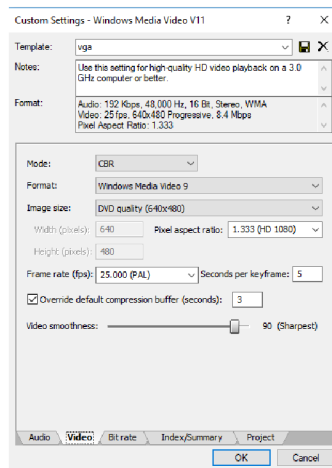 Custom Settings - Windows Media Video V11 ? X
Template: vga
Notes: Use this setting for high-quality HD video playback on a 3.0
GHz computer or better.
Format: Audio: 192 Kbps, 48,000 Hz, 16 Bit, Stereo, WMA
Video: 25 fps, 640x480 Progressive, 8.4 Mbps
Pixel Aspect Ratio: 1.333
Mode: CBR
Format: Windows Media Video 9
Image size: DVD quality (640x480)
Width (pixels): 640 Pixel aspect ratio: 1.333 (HD 1080)
Height (pixels): 480
Frame rate (fps): 25.000 (PAL) Seconds per keyframe: 5
Override default compression buffer (seconds): 3
Video smoothness: 90 (Sharpest)
Audio Video Bit rate Index/Summary Project
OK Cancel